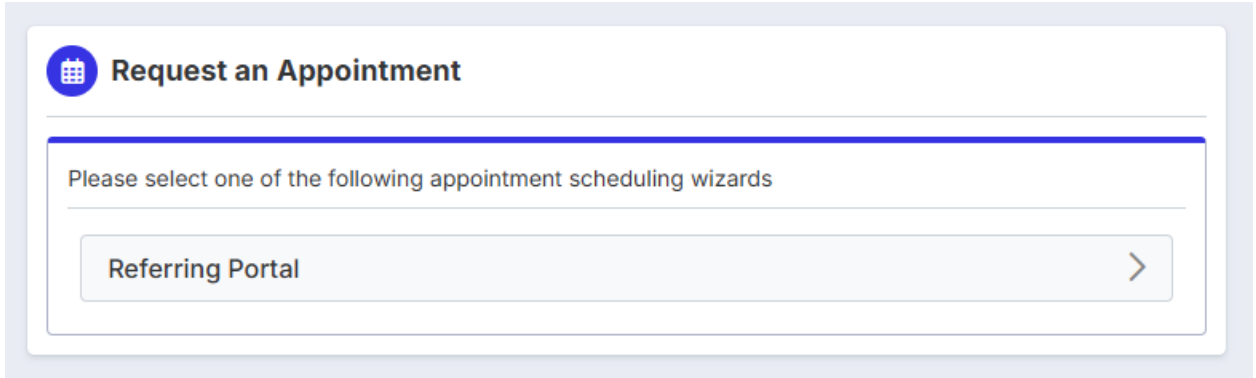 Request an Appointment
Please select one of the following appointment scheduling wizards
Referring Portal